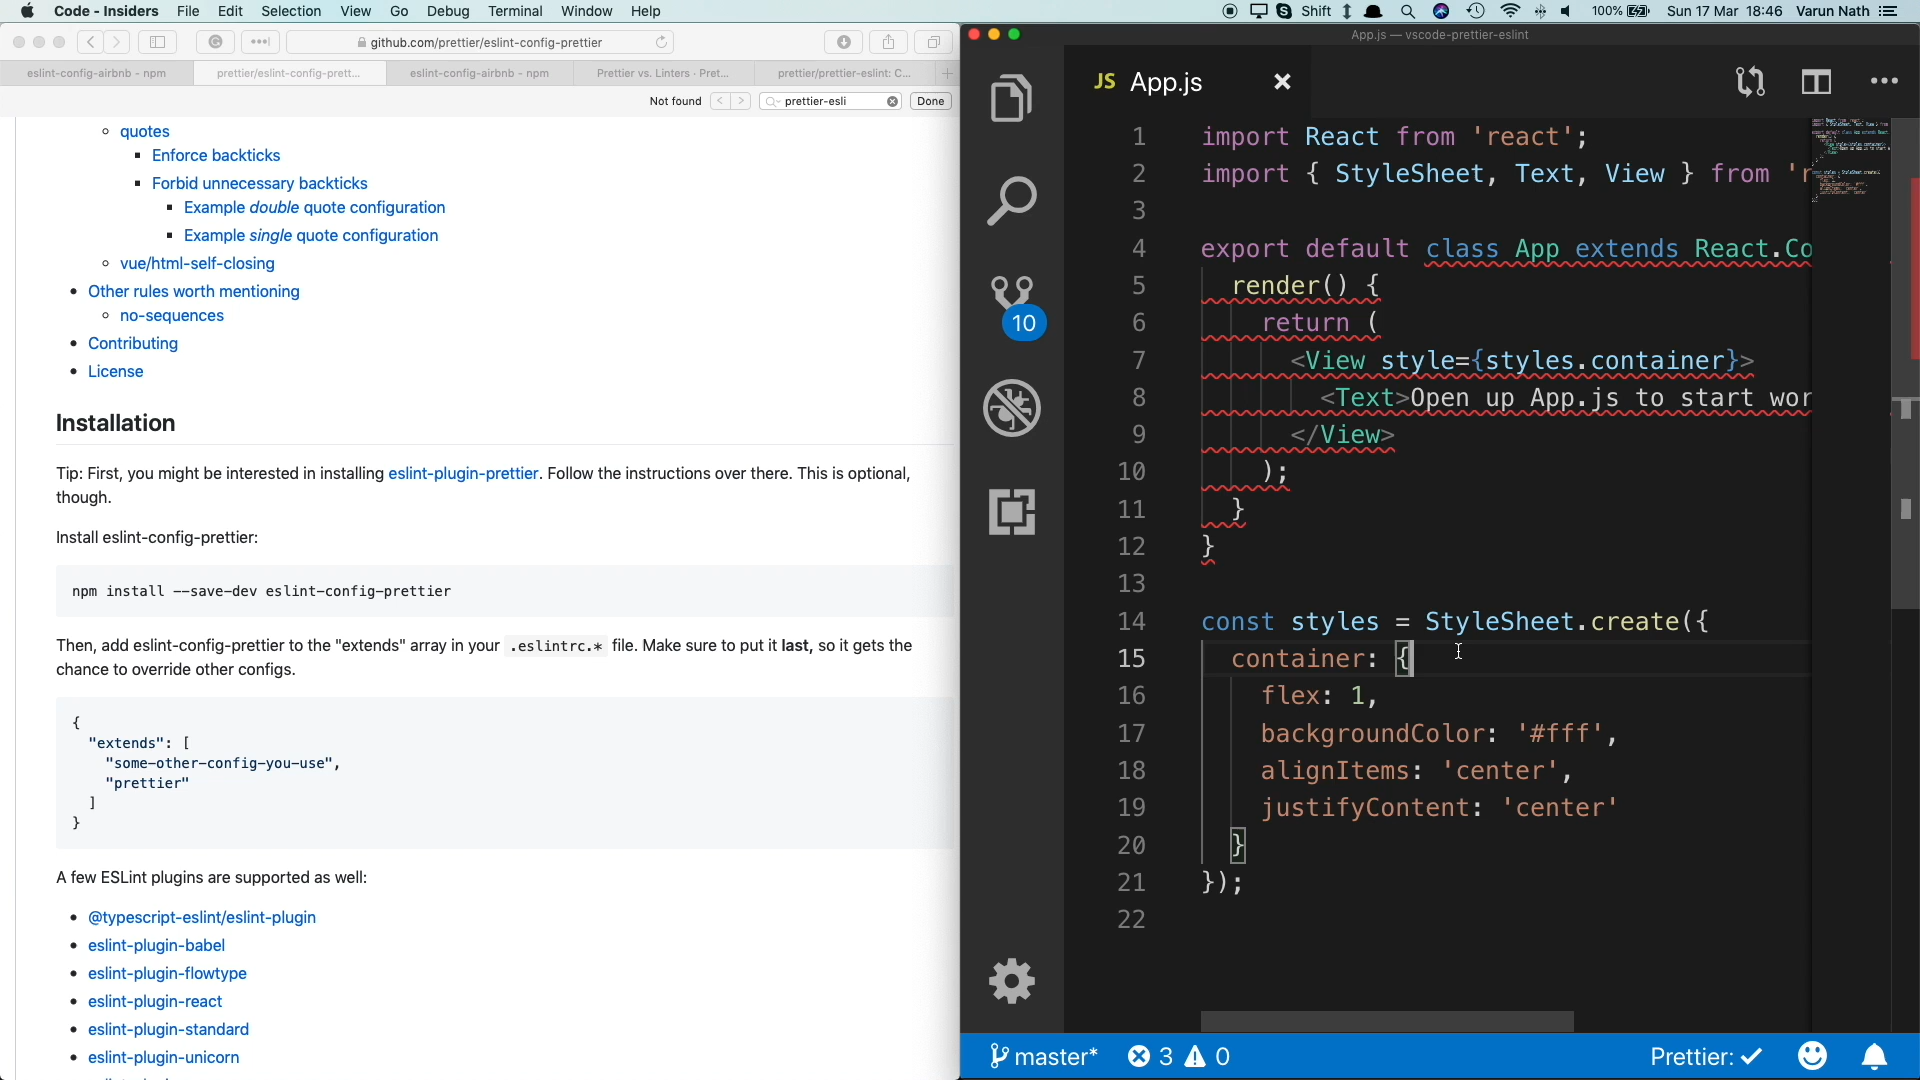 Code - Insiders File Edit Selection View Go Debug Terminal Window Help
Shift 100% Sun 17 Mar 18:46 Varun Nath
github.com/prettier/eslint-config-prettier
eslint-config-airbnb - npm
prettier/eslint-config-prett...
eslint-config-airbnb - npm
Prettier vs. Linters · Pret...
prettier/prettier-eslint: C...
Not found
prettier-esli
Done
quotes
Enforce backticks
Forbid unnecessary backticks
Example double quote configuration
Example single quote configuration
vue/html-self-closing
Other rules worth mentioning
no-sequences
Contributing
License
Installation
Tip: First, you might be interested in installing eslint-plugin-prettier. Follow the instructions over there. This is optional,
though.
Install eslint-config-prettier:
npm install --save-dev eslint-config-prettier
Then, add eslint-config-prettier to the "extends" array in your .eslintrc.* file. Make sure to put it last, so it gets the
chance to override other configs.
{
"extends": [
"some-other-config-you-use",
"prettier"
]
}
A few ESLint plugins are supported as well:
@typescript-eslint/eslint-plugin
eslint-plugin-babel
eslint-plugin-flowtype
eslint-plugin-react
eslint-plugin-standard
eslint-plugin-unicorn
App.js — vscode-prettier-eslint
JS App.js
10
1 import React from 'react';
2 import { StyleSheet, Text, View } from 'r
3
4 export default class App extends React.Co
5 render() {
6 return (
7 <View style={styles.container}>
8 <Text>Open up App.js to start wor
9 </View>
10 );
11 }
12 }
13
14 const styles = StyleSheet.create({
15 container: {
16 flex: 1,
17 backgroundColor: '#fff',
18 alignItems: 'center',
19 justifyContent: 'center'
20 }
21 });
22
master* 3 0 Prettier: ✓